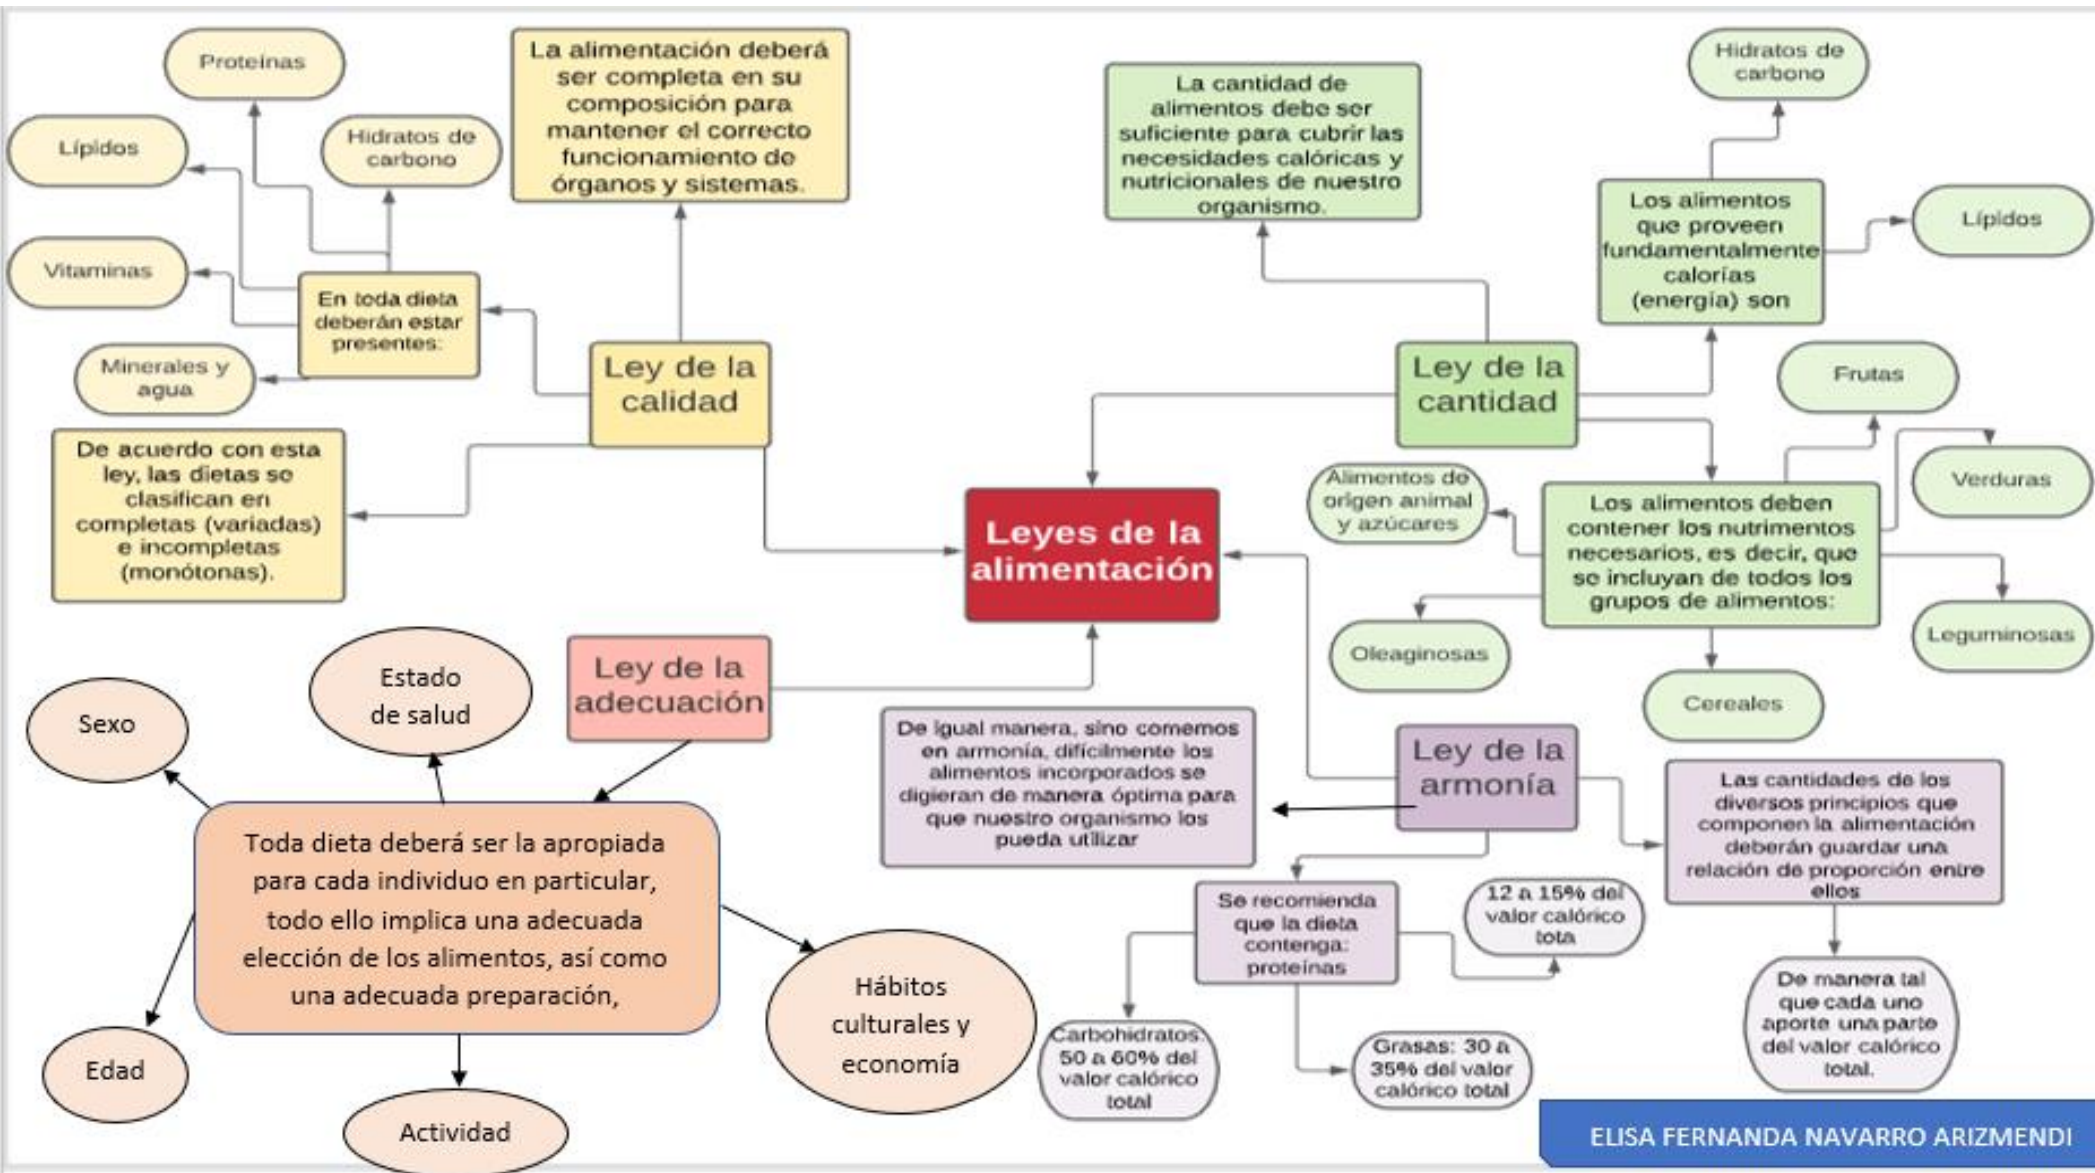 Proteínas
Lípidos
Hidratos de
carbono
Vitaminas
Minerales y
agua
En toda dieta
deberán estar
presentes:
La alimentación deberá
ser completa en su
composición para
mantener el correcto
funcionamiento de
órganos y sistemas.
Ley de la
calidad
De acuerdo con esta
ley, las dietas se
clasifican en
completas (variadas)
e incompletas
(monótonas).
La cantidad de
alimentos debe ser
suficiente para cubrir las
necesidades calóricas y
nutricionales de nuestro
organismo.
Hidratos de
carbono
Los alimentos
que proveen
fundamentalmente
calorías
(energía) son
Lípidos
Ley de la
cantidad
Frutas
Verduras
Alimentos de
origen animal
y azúcares
Los alimentos deben
contener los nutrimentos
necesarios, es decir, que
se incluyan de todos los
grupos de alimentos:
Leguminosas
Oleaginosas
Cereales
Leyes de la
alimentación
Ley de la
adecuación
Estado
de salud
Sexo
Toda dieta deberá ser la apropiada
para cada individuo en particular,
todo ello implica una adecuada
elección de los alimentos, así como
una adecuada preparación,
Edad
Actividad
Hábitos
culturales y
economía
De igual manera, sino comemos
en armonía, difícilmente los
alimentos incorporados se
digieran de manera óptima para
que nuestro organismo los
pueda utilizar
Ley de la
armonía
Las cantidades de los
diversos principios que
componen la alimentación
deberán guardar una
relación de proporción entre
ellos
Se recomienda
que la dieta
contenga:
proteínas
12 a 15% del
valor calórico
tota
Carbohidratos:
50 a 60% del
valor calórico
total
Grasas: 30 a
35% del valor
calórico total
De manera tal
que cada uno
aporte una parte
del valor calórico
total.
ELISA FERNANDA NAVARRO ARIZMENDI